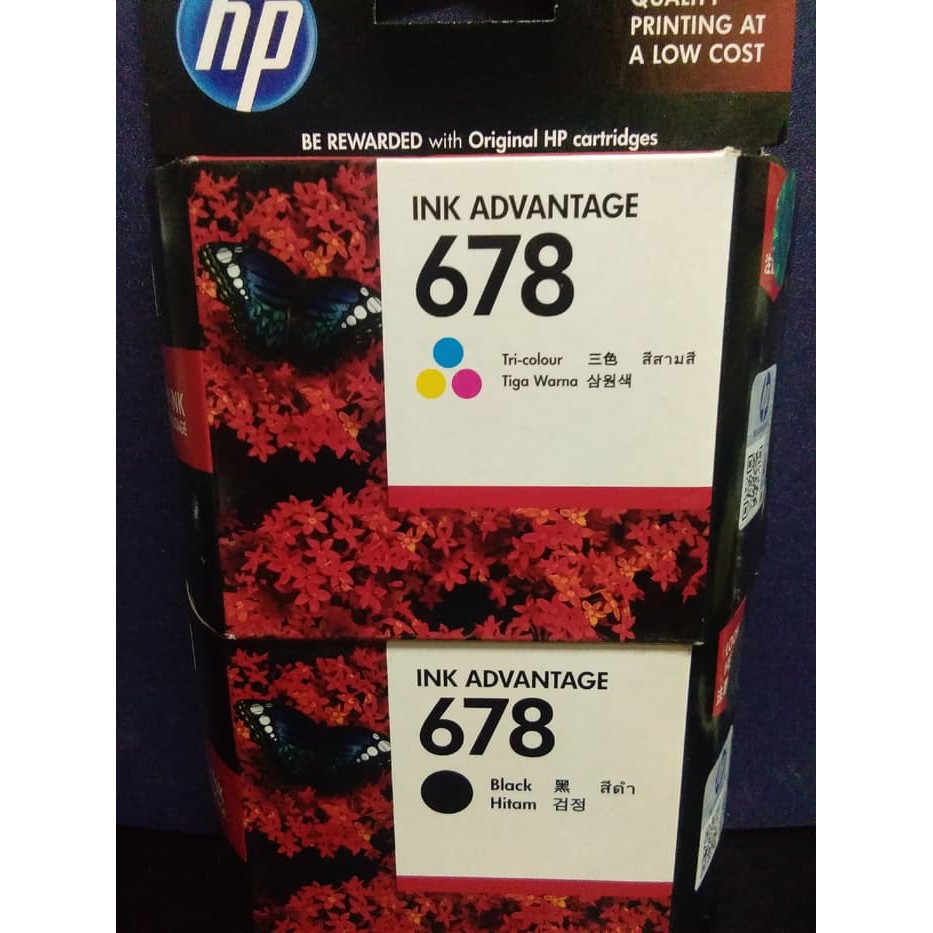 hp
QUALITY
PRINTING AT
A LOW COST
BE REWARDED with Original HP cartridges
INK ADVANTAGE
678
Tri-colour 三色 สีสามสี
Tiga Warna 삼원색
INK ADVANTAGE
678
Black 黑 สีดำ
Hitam 검정